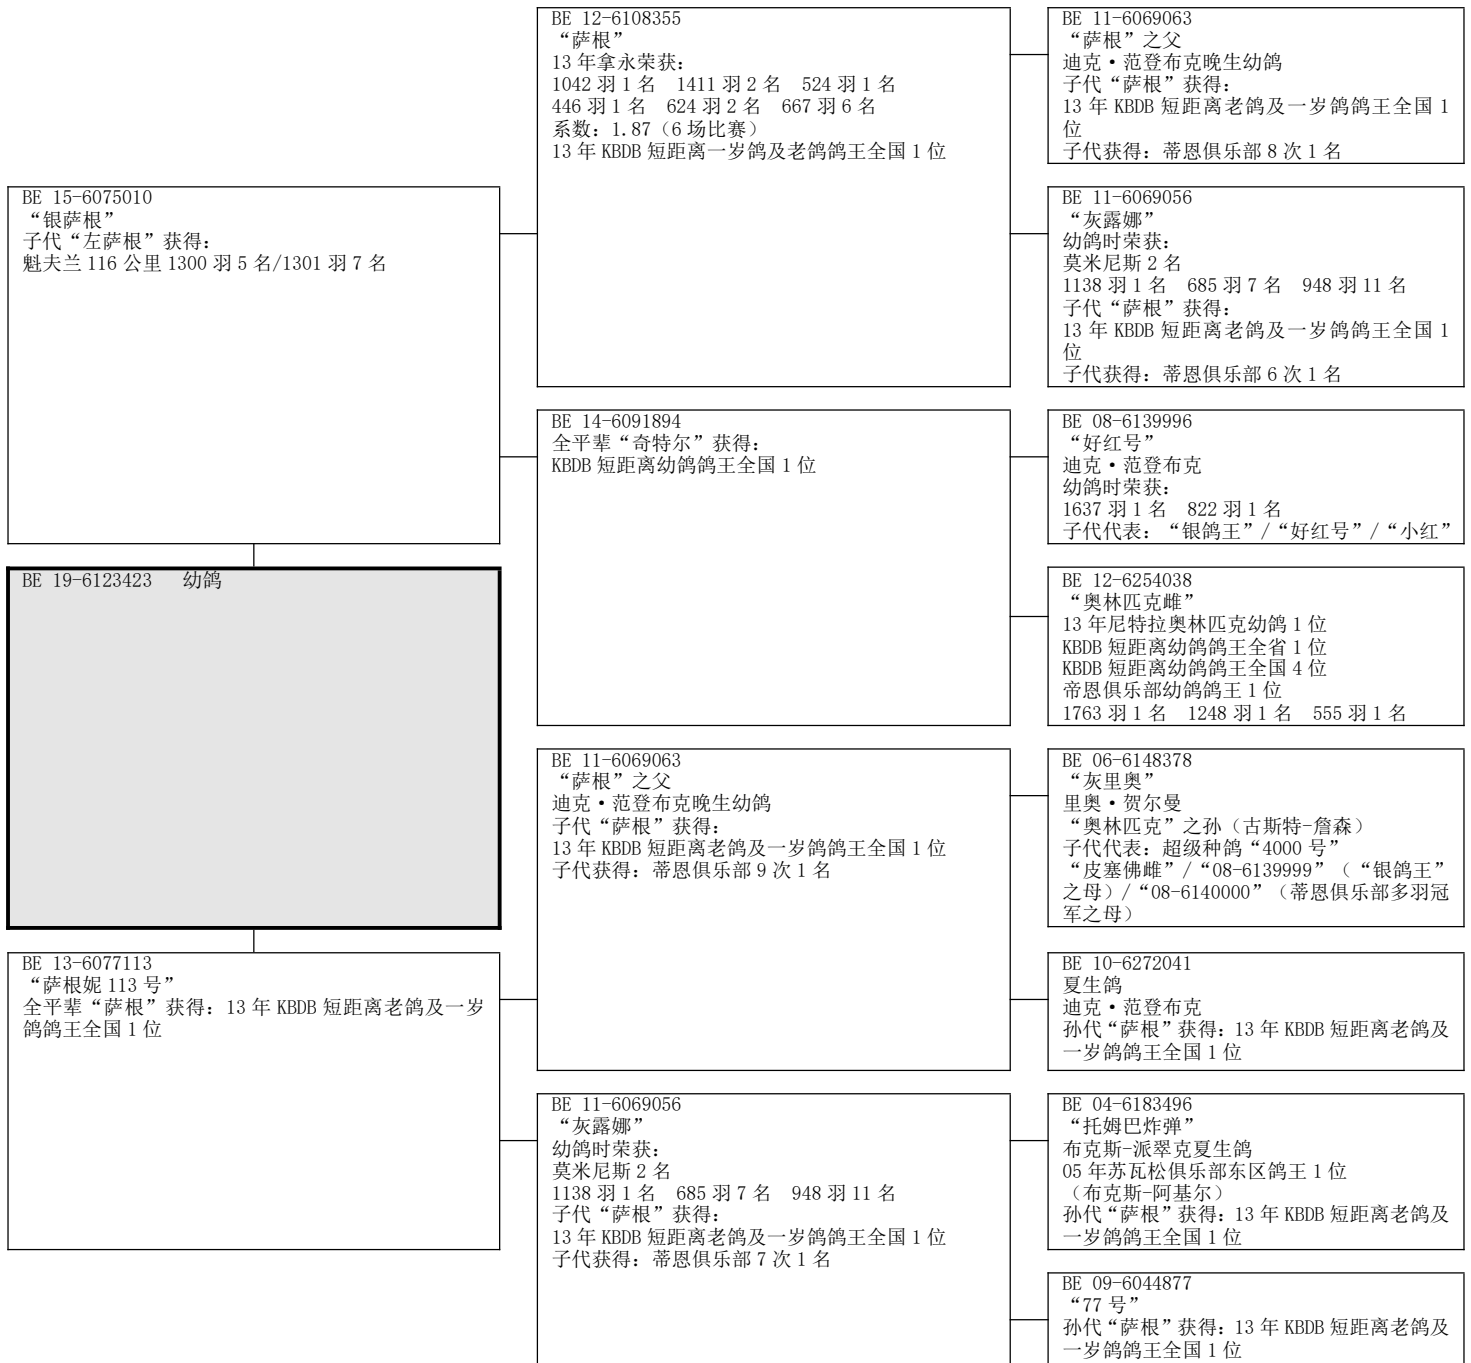 BE 15-6075010
“银萨根”
子代“左萨根”获得：
魁夫兰 116 公里 1300 羽 5 名/1301 羽 7 名
BE 19-6123423 幼鸽
BE 13-6077113
“萨根妮 113 号”
全平辈“萨根”获得：13 年 KBDB 短距离老鸽及一岁
鸽鸽王全国 1 位
BE 12-6108355
“萨根”
13 年拿永荣获：
1042 羽 1 名 1411 羽 2 名 524 羽 1 名
446 羽 1 名 624 羽 2 名 667 羽 6 名
系数：1.87（6 场比赛）
13 年 KBDB 短距离一岁鸽及老鸽鸽王全国 1 位
BE 14-6091894
全平辈“奇特尔”获得：
KBDB 短距离幼鸽鸽王全国 1 位
BE 11-6069063
“萨根”之父
迪克•范登布克晚生幼鸽
子代“萨根”获得：
13 年 KBDB 短距离老鸽及一岁鸽鸽王全国 1 位
子代获得：蒂恩俱乐部 9 次 1 名
BE 11-6069056
“灰露娜”
幼鸽时荣获：
莫米尼斯 2 名
1138 羽 1 名 685 羽 7 名 948 羽 11 名
子代“萨根”获得：
13 年 KBDB 短距离老鸽及一岁鸽鸽王全国 1 位
子代获得：蒂恩俱乐部 7 次 1 名
BE 11-6069063
“萨根”之父
迪克•范登布克晚生幼鸽
子代“萨根”获得：
13 年 KBDB 短距离老鸽及一岁鸽鸽王全国 1
位
子代获得：蒂恩俱乐部 8 次 1 名
BE 11-6069056
“灰露娜”
幼鸽时荣获：
莫米尼斯 2 名
1138 羽 1 名 685 羽 7 名 948 羽 11 名
子代“萨根”获得：
13 年 KBDB 短距离老鸽及一岁鸽鸽王全国 1
位
子代获得：蒂恩俱乐部 6 次 1 名
BE 08-6139996
“好红号”
迪克•范登布克
幼鸽时荣获：
1637 羽 1 名 822 羽 1 名
子代代表：“银鸽王”/“好红号”/“小红”
BE 12-6254038
“奥林匹克雌”
13 年尼特拉奥林匹克幼鸽 1 位
KBDB 短距离幼鸽鸽王全省 1 位
KBDB 短距离幼鸽鸽王全国 4 位
帝恩俱乐部幼鸽鸽王 1 位
1763 羽 1 名 1248 羽 1 名 555 羽 1 名
BE 06-6148378
“灰里奥”
里奥•贺尔曼
“奥林匹克”之孙（古斯特-詹森）
子代代表：超级种鸽“4000 号”
“皮塞佛雌”/“08-6139999”（“银鸽王”
之母）/“08-6140000”（蒂恩俱乐部多羽冠
军之母）
BE 10-6272041
夏生鸽
迪克•范登布克
孙代“萨根”获得：13 年 KBDB 短距离老鸽及
一岁鸽鸽王全国 1 位
BE 04-6183496
“托姆巴炸弹”
布克斯-派翠克夏生鸽
05 年苏瓦松俱乐部东区鸽王 1 位
（布克斯-阿基尔）
孙代“萨根”获得：13 年 KBDB 短距离老鸽及
一岁鸽鸽王全国 1 位
BE 09-6044877
“77 号”
孙代“萨根”获得：13 年 KBDB 短距离老鸽及
一岁鸽鸽王全国 1 位